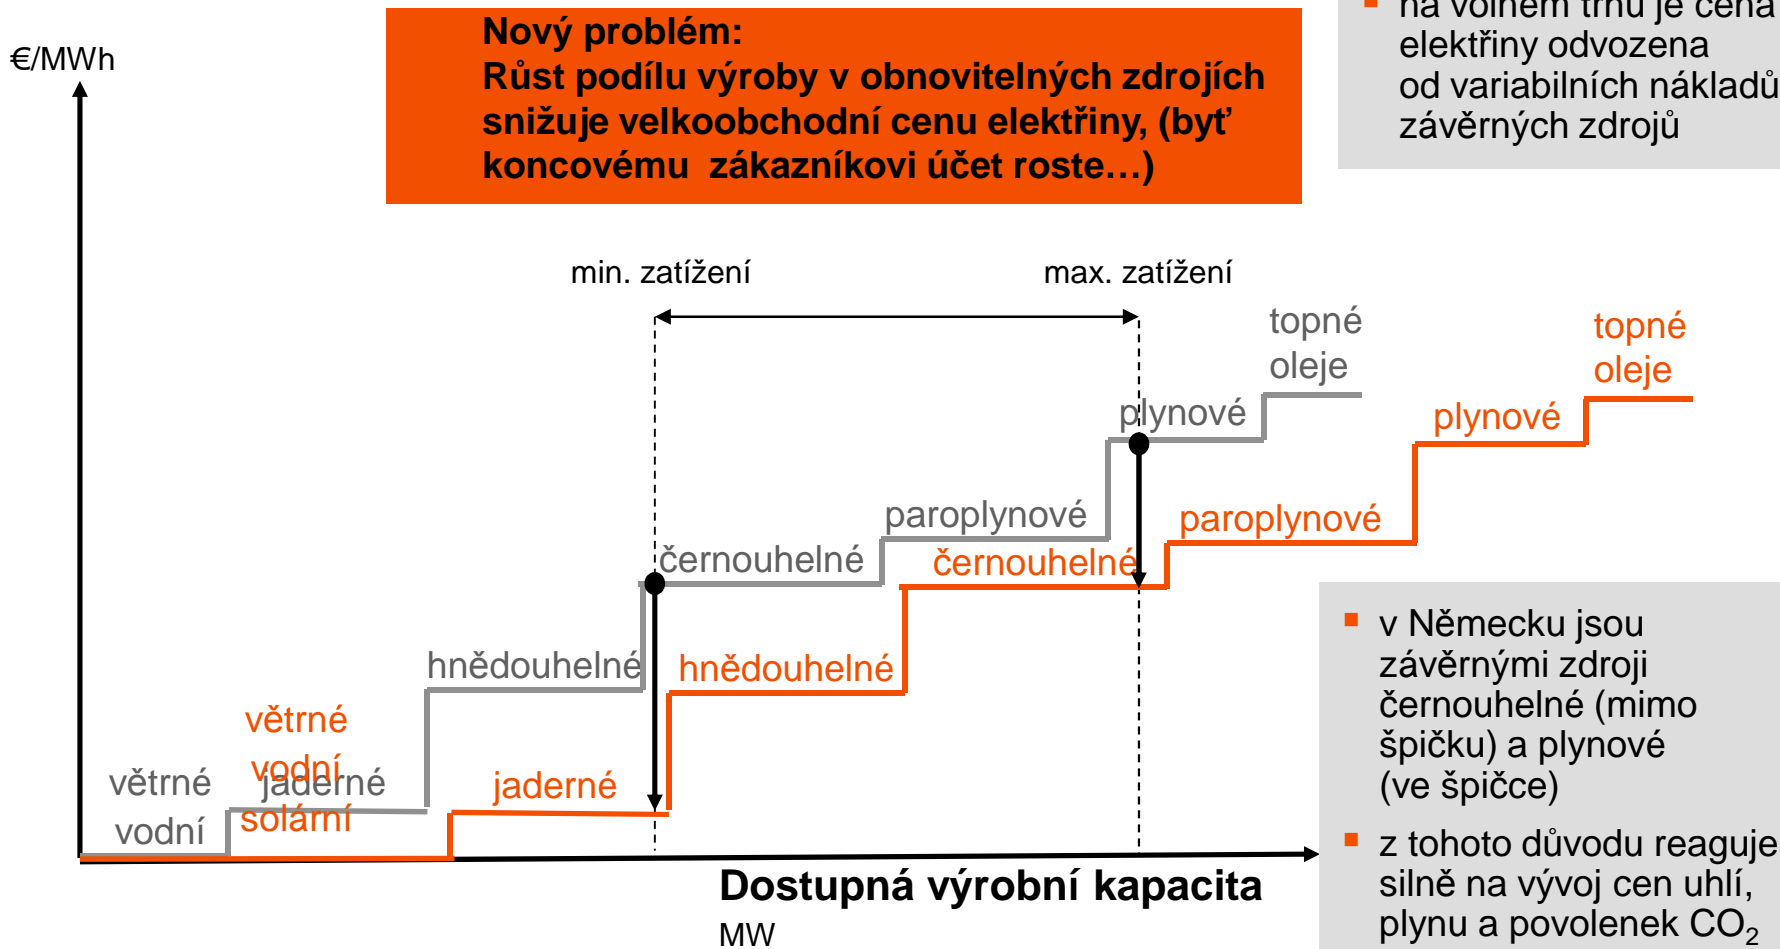 Nový problém:
Růst podílu výroby v obnovitelných zdrojích
snižuje velkoobchodní cenu elektřiny, (byť
koncovému zákazníkovi účet roste…)
na volném trhu je cena
elektřiny odvozena
od variabilních nákladů
závěrných zdrojů
€/MWh
min. zatížení
max. zatížení
topné
oleje
topné
oleje
plynové
plynové
paroplynové
paroplynové
černouhelné
černouhelné
hnědouhelné
hnědouhelné
větrné
vodní
solární
větrné
vodní
jaderné
jaderné
v Německu jsou
závěrnými zdroji
černouhelné (mimo
špičku) a plynové
(ve špičce)
z tohoto důvodu reaguje
silně na vývoj cen uhlí,
plynu a povolenek CO₂
Dostupná výrobní kapacita
MW